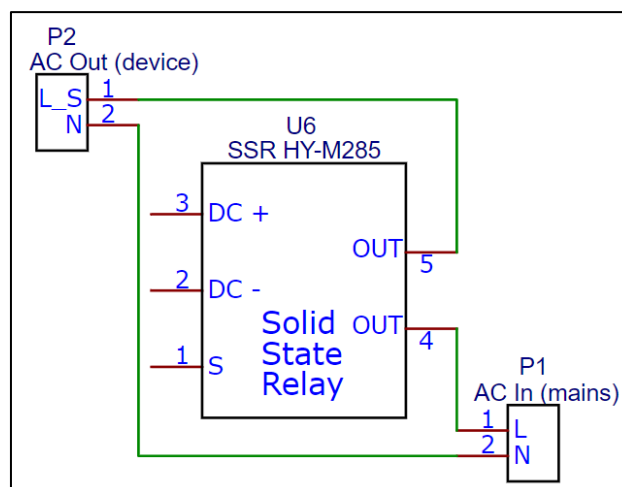 P2
AC Out (device)
L_S 1
N 2
U6
SSR HY-M285
3 DC +
OUT 5
2 DC -
OUT 4
1 S
Solid
State
Relay
P1
AC In (mains)
1 L
2 N